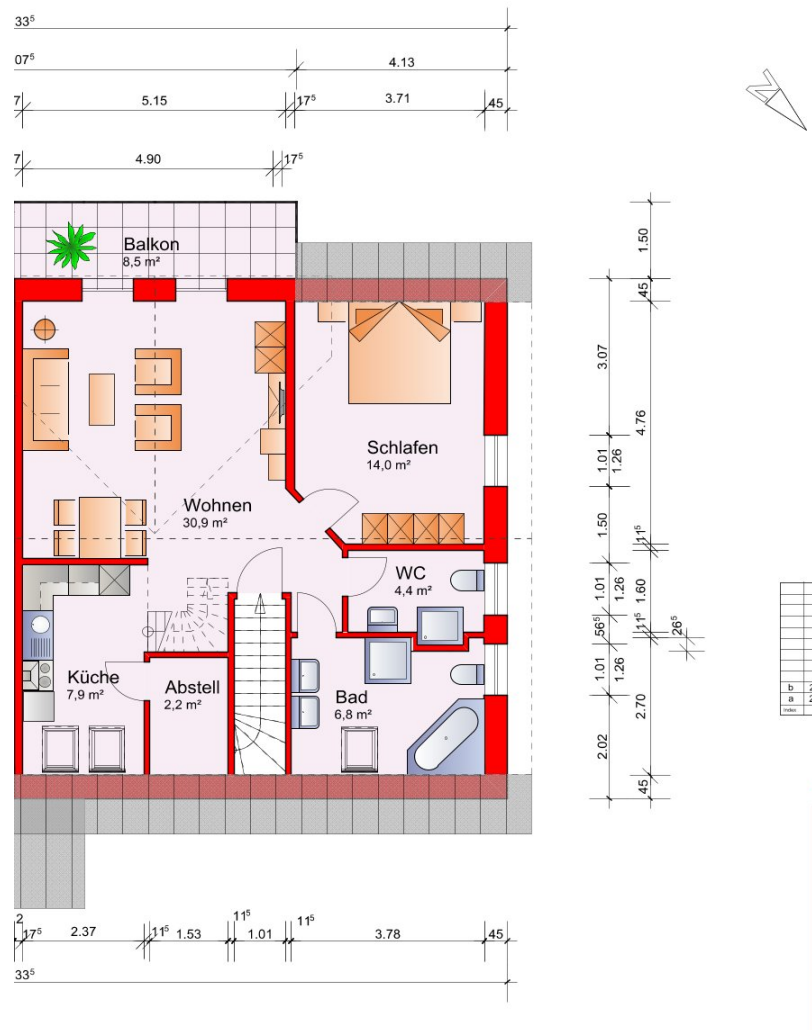 33⁵
07⁵
4.13
7 5.15 17⁵ 3.71 45
7 4.90 17⁵
N
Balkon
8,5 m²
1.50
45
3.07
4.76
Schlafen
14,0 m²
1.01
1.26
Wohnen
30,9 m²
1.50
11⁵
WC
4,4 m²
1.01
1.26
1.60
56⁵
11⁵
26⁵
Küche
7,9 m²
Abstell
2,2 m²
Bad
6,8 m²
1.01
1.26
2.70
2.02
45
b 2
a 2
Index
2
17⁵ 2.37 11⁵ 1.53 11⁵ 1.01 11⁵ 3.78 45
33⁵